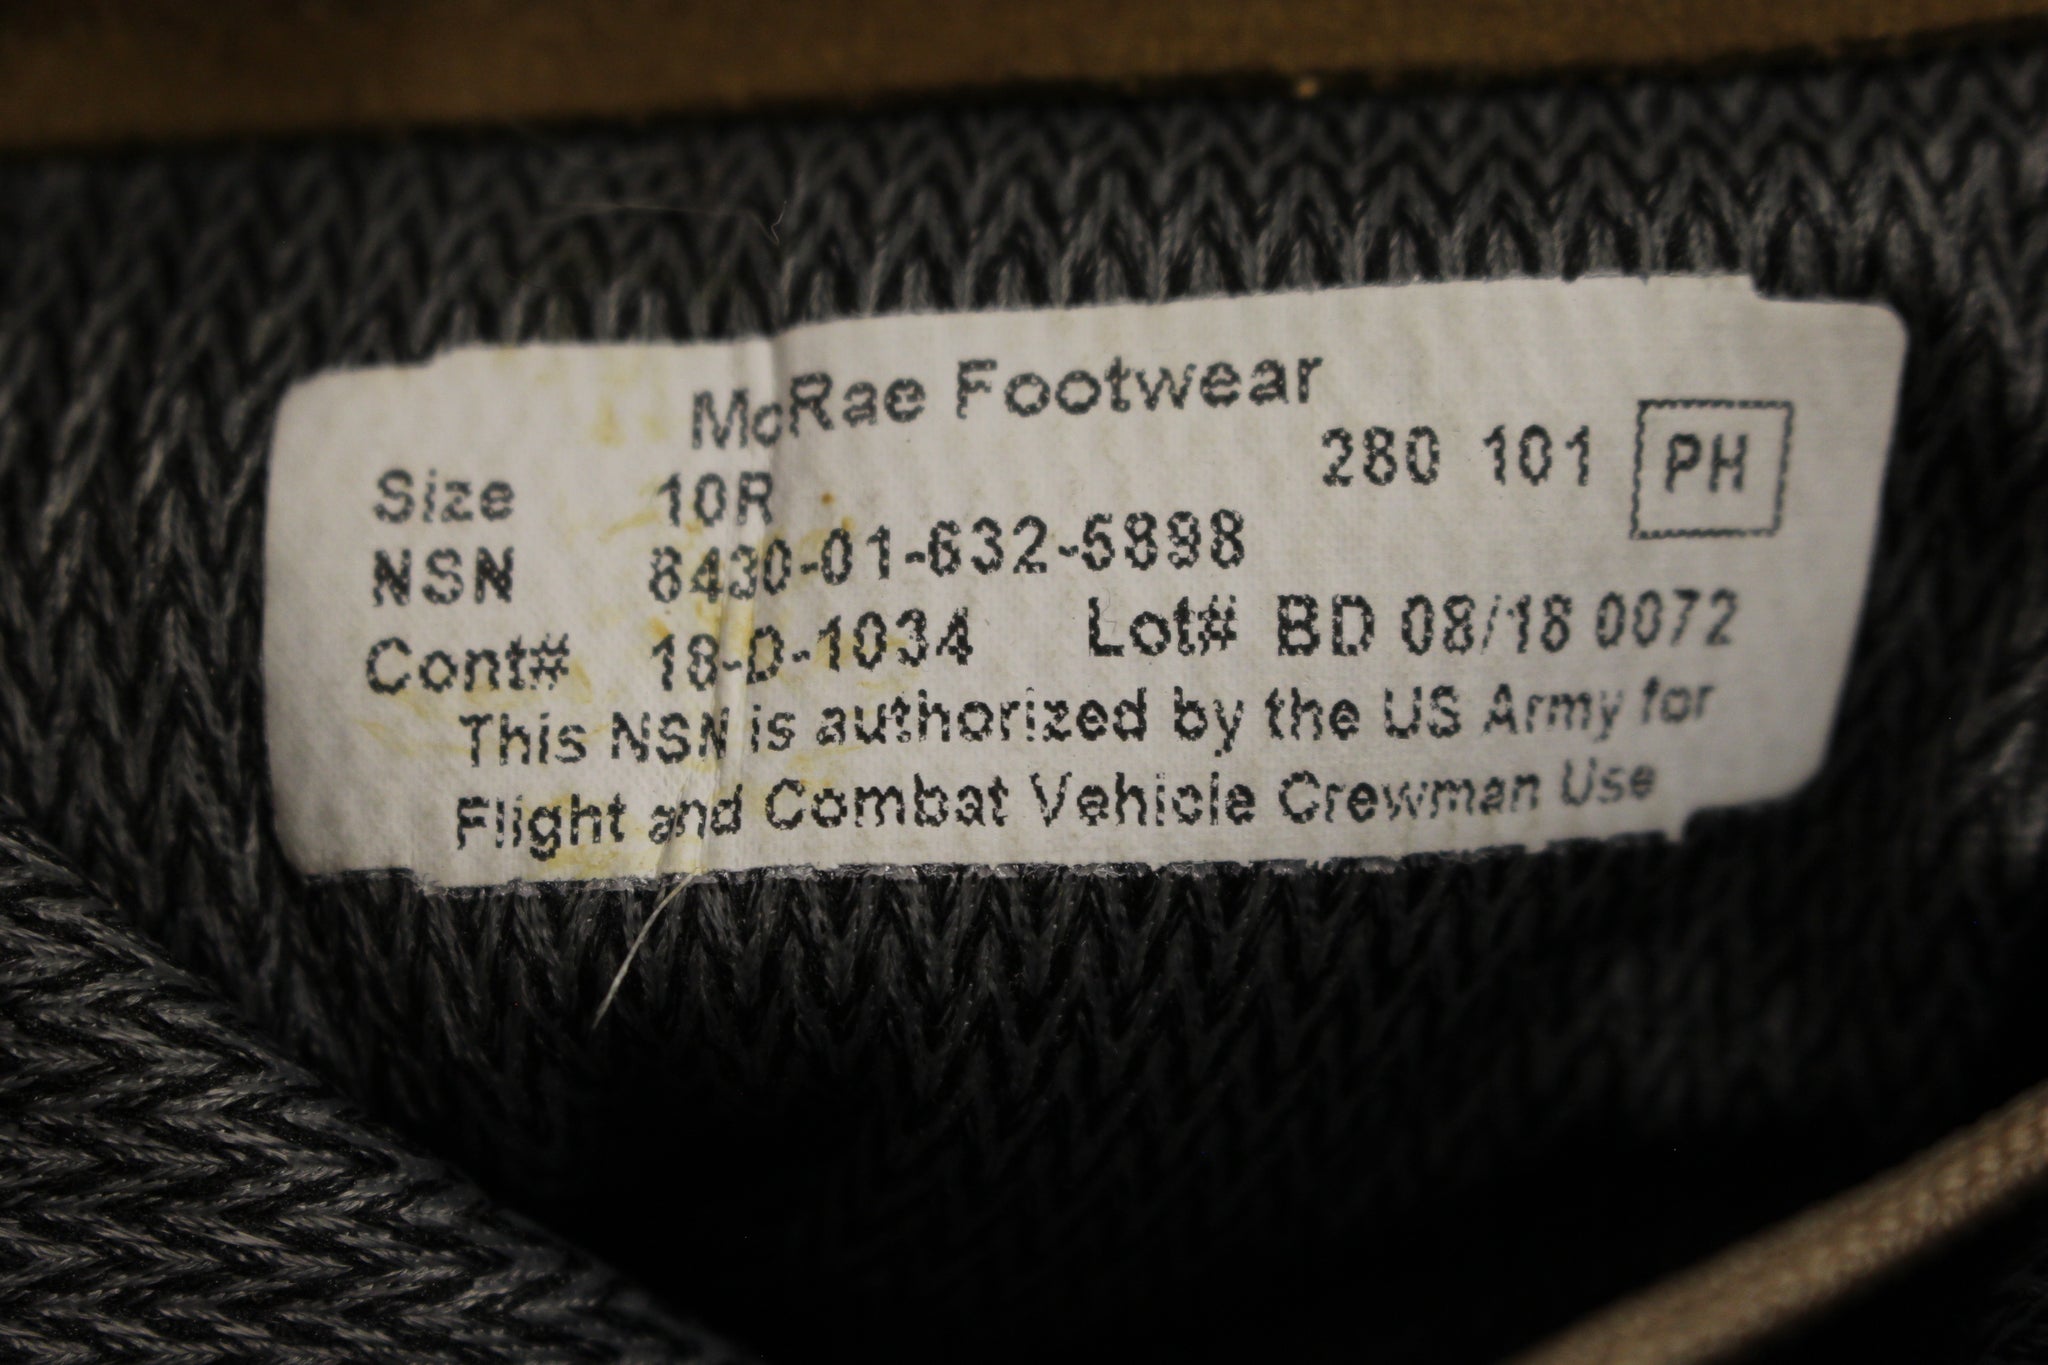 McRae Footwear
Size 10R 280 101 PH
NSN 8430-01-632-5898
Cont# 18-D-1034 Lot# BD 08/18 0072
This NSN is authorized by the US Army for
Flight and Combat Vehicle Crewman Use